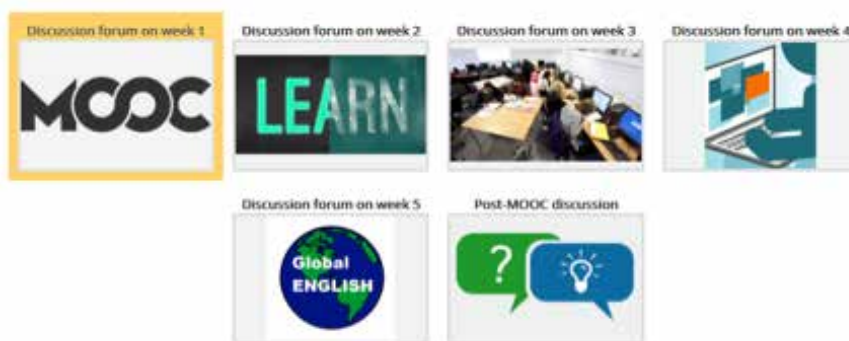 Discussion forum on week 1
Discussion forum on week 2
Discussion forum on week 3
Discussion forum on week 4
MOOC
LEARN
Discussion forum on week 5
Post-MOOC discussion
Global
ENGLISH
?